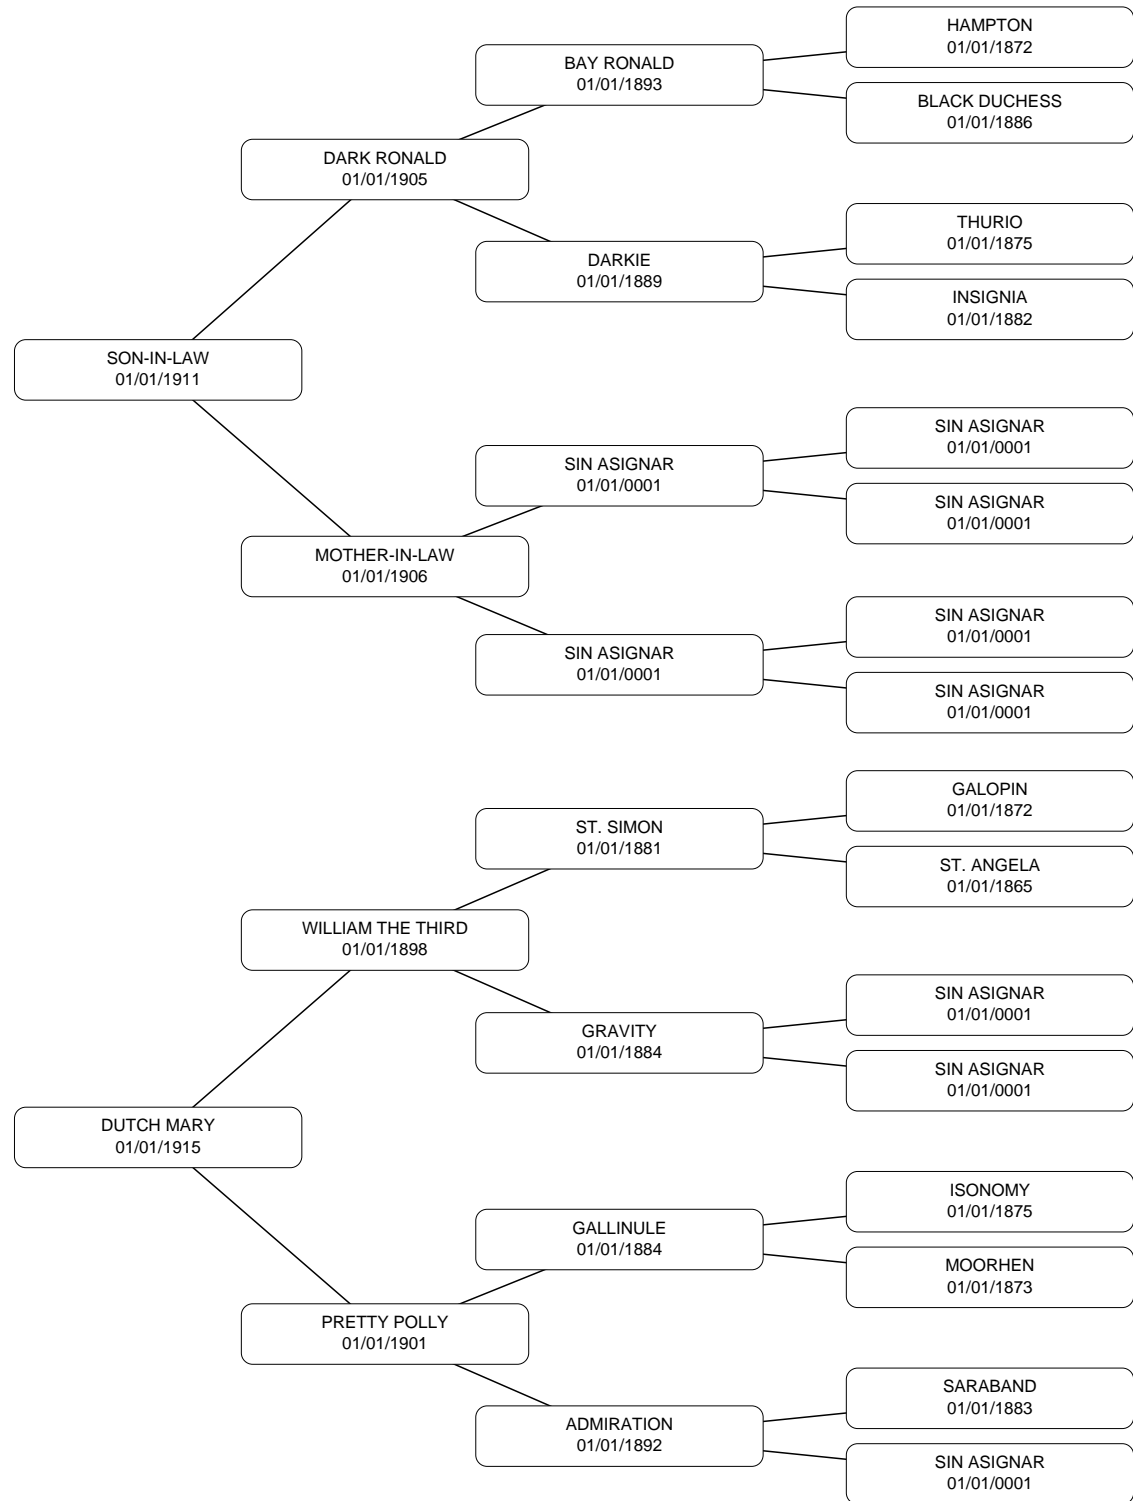 HAMPTON
01/01/1872
BAY RONALD
01/01/1893
BLACK DUCHESS
01/01/1886
DARK RONALD
01/01/1905
THURIO
01/01/1875
DARKIE
01/01/1889
INSIGNIA
01/01/1882
SON-IN-LAW
01/01/1911
SIN ASIGNAR
01/01/0001
SIN ASIGNAR
01/01/0001
SIN ASIGNAR
01/01/0001
MOTHER-IN-LAW
01/01/1906
SIN ASIGNAR
01/01/0001
SIN ASIGNAR
01/01/0001
SIN ASIGNAR
01/01/0001
GALOPIN
01/01/1872
ST. SIMON
01/01/1881
ST. ANGELA
01/01/1865
WILLIAM THE THIRD
01/01/1898
SIN ASIGNAR
01/01/0001
GRAVITY
01/01/1884
SIN ASIGNAR
01/01/0001
DUTCH MARY
01/01/1915
ISONOMY
01/01/1875
GALLINULE
01/01/1884
MOORHEN
01/01/1873
PRETTY POLLY
01/01/1901
SARABAND
01/01/1883
ADMIRATION
01/01/1892
SIN ASIGNAR
01/01/0001